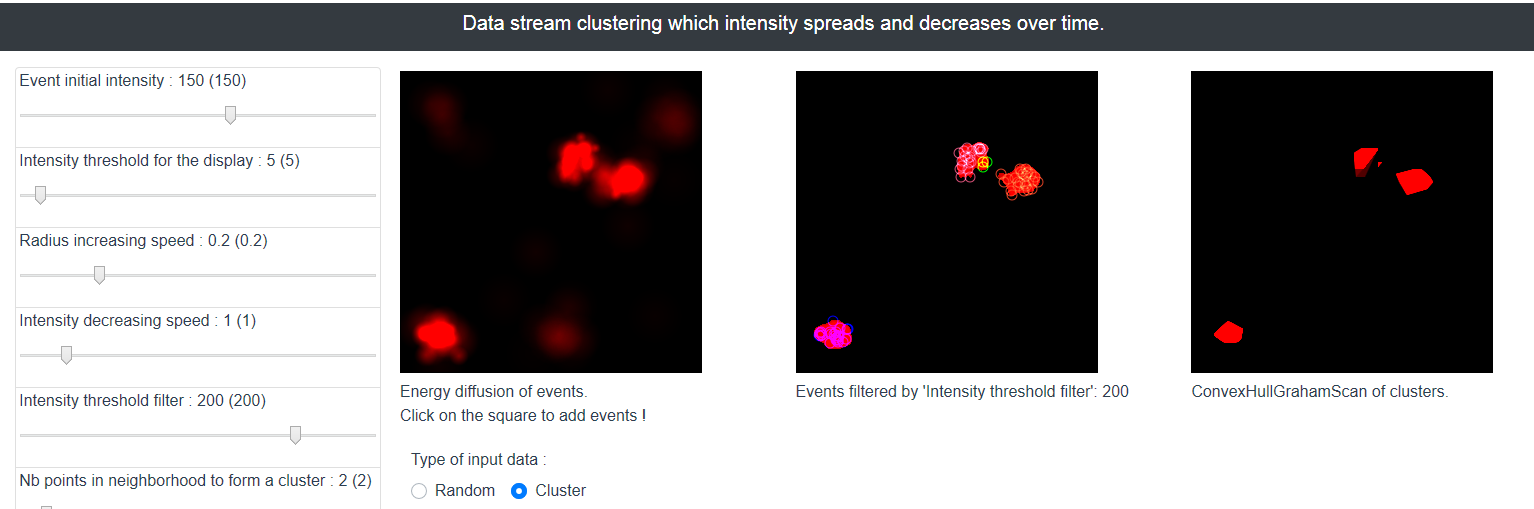 Data stream clustering which intensity spreads and decreases over time.
Event initial intensity : 150 (150)
Intensity threshold for the display : 5 (5)
Radius increasing speed : 0.2 (0.2)
Intensity decreasing speed : 1 (1)
Intensity threshold filter : 200 (200)
Nb points in neighborhood to form a cluster : 2 (2)
Energy diffusion of events.
Click on the square to add events !
Type of input data :
Random Cluster
Events filtered by 'Intensity threshold filter': 200
ConvexHullGrahamScan of clusters.